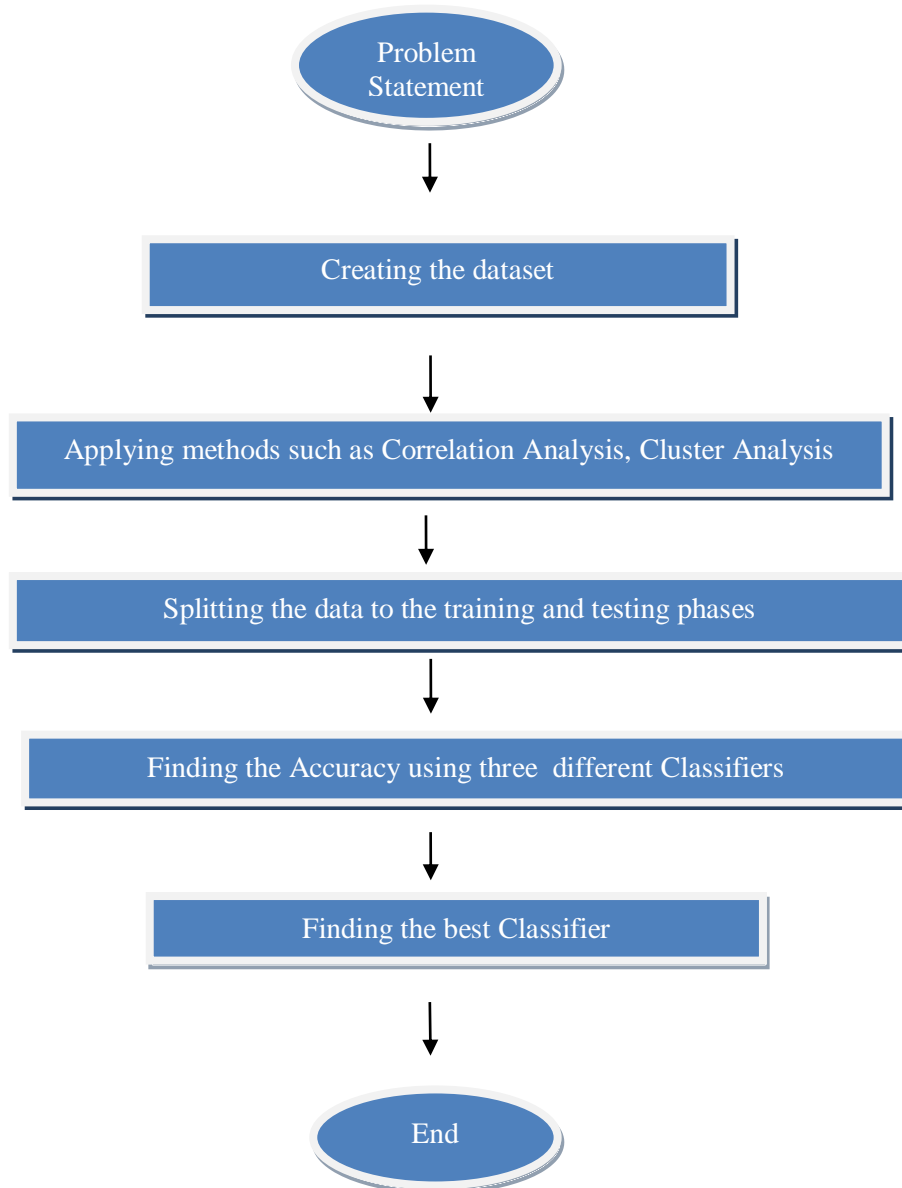 Problem
Statement
Creating the dataset
Applying methods such as Correlation Analysis, Cluster Analysis
Splitting the data to the training and testing phases
Finding the Accuracy using three  different Classifiers
Finding the best Classifier
End